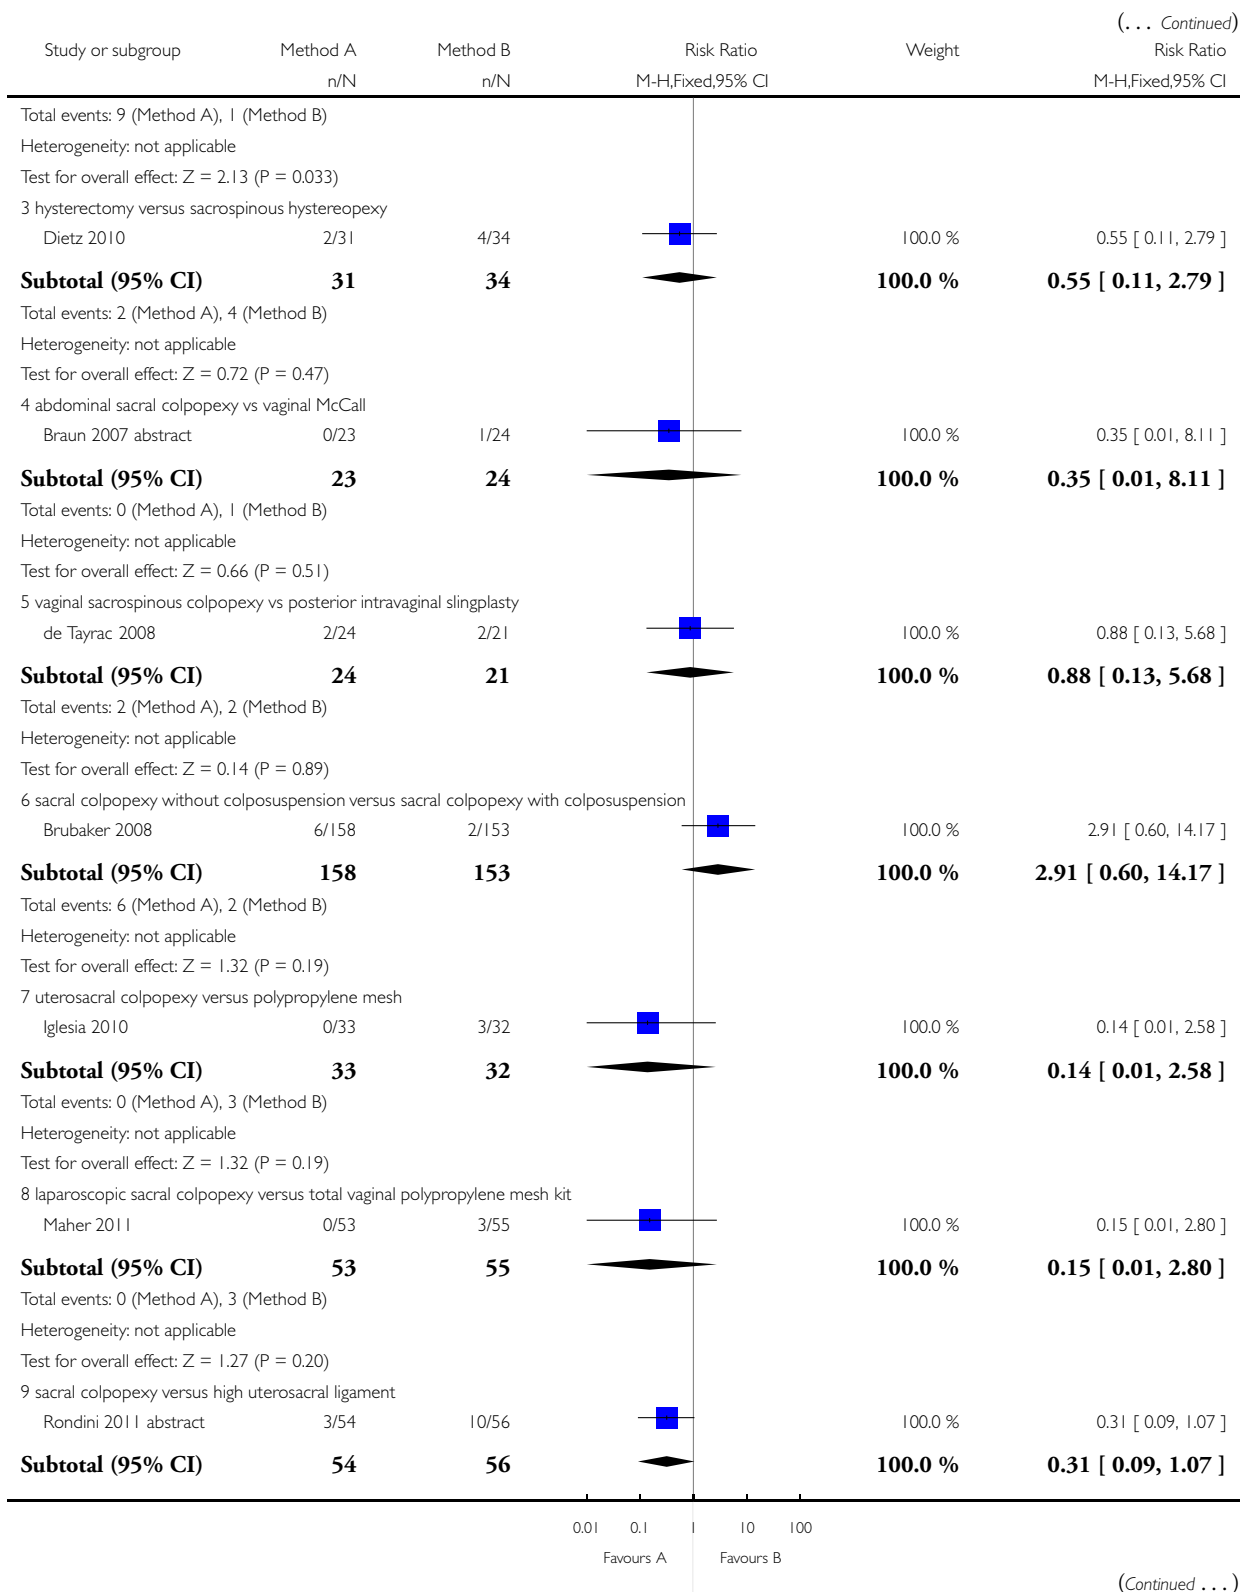 (... Continued)
Study or subgroup Method A Method B Risk Ratio Weight Risk Ratio
n/N n/N M-H,Fixed,95% CI M-H,Fixed,95% CI
Total events: 9 (Method A), 1 (Method B)
Heterogeneity: not applicable
Test for overall effect: Z = 2.13 (P = 0.033)
3 hysterectomy versus sacrospinous hystereopexy
Dietz 2010 2/31 4/34 100.0 % 0.55 [ 0.11, 2.79 ]
Subtotal (95% CI) 31 34 100.0 % 0.55 [ 0.11, 2.79 ]
Total events: 2 (Method A), 4 (Method B)
Heterogeneity: not applicable
Test for overall effect: Z = 0.72 (P = 0.47)
4 abdominal sacral colpopexy vs vaginal McCall
Braun 2007 abstract 0/23 1/24 100.0 % 0.35 [ 0.01, 8.11 ]
Subtotal (95% CI) 23 24 100.0 % 0.35 [ 0.01, 8.11 ]
Total events: 0 (Method A), 1 (Method B)
Heterogeneity: not applicable
Test for overall effect: Z = 0.66 (P = 0.51)
5 vaginal sacrospinous colpopexy vs posterior intravaginal slingplasty
de Tayrac 2008 2/24 2/21 100.0 % 0.88 [ 0.13, 5.68 ]
Subtotal (95% CI) 24 21 100.0 % 0.88 [ 0.13, 5.68 ]
Total events: 2 (Method A), 2 (Method B)
Heterogeneity: not applicable
Test for overall effect: Z = 0.14 (P = 0.89)
6 sacral colpopexy without colposuspension versus sacral colpopexy with colposuspension
Brubaker 2008 6/158 2/153 100.0 % 2.91 [ 0.60, 14.17 ]
Subtotal (95% CI) 158 153 100.0 % 2.91 [ 0.60, 14.17 ]
Total events: 6 (Method A), 2 (Method B)
Heterogeneity: not applicable
Test for overall effect: Z = 1.32 (P = 0.19)
7 uterosacral colpopexy versus polypropylene mesh
Iglesia 2010 0/33 3/32 100.0 % 0.14 [ 0.01, 2.58 ]
Subtotal (95% CI) 33 32 100.0 % 0.14 [ 0.01, 2.58 ]
Total events: 0 (Method A), 3 (Method B)
Heterogeneity: not applicable
Test for overall effect: Z = 1.32 (P = 0.19)
8 laparoscopic sacral colpopexy versus total vaginal polypropylene mesh kit
Maher 2011 0/53 3/55 100.0 % 0.15 [ 0.01, 2.80 ]
Subtotal (95% CI) 53 55 100.0 % 0.15 [ 0.01, 2.80 ]
Total events: 0 (Method A), 3 (Method B)
Heterogeneity: not applicable
Test for overall effect: Z = 1.27 (P = 0.20)
9 sacral colpopexy versus high uterosacral ligament
Rondini 2011 abstract 3/54 10/56 100.0 % 0.31 [ 0.09, 1.07 ]
Subtotal (95% CI) 54 56 100.0 % 0.31 [ 0.09, 1.07 ]
0.01 0.1 1 10 100
Favours A Favours B
(Continued ...)